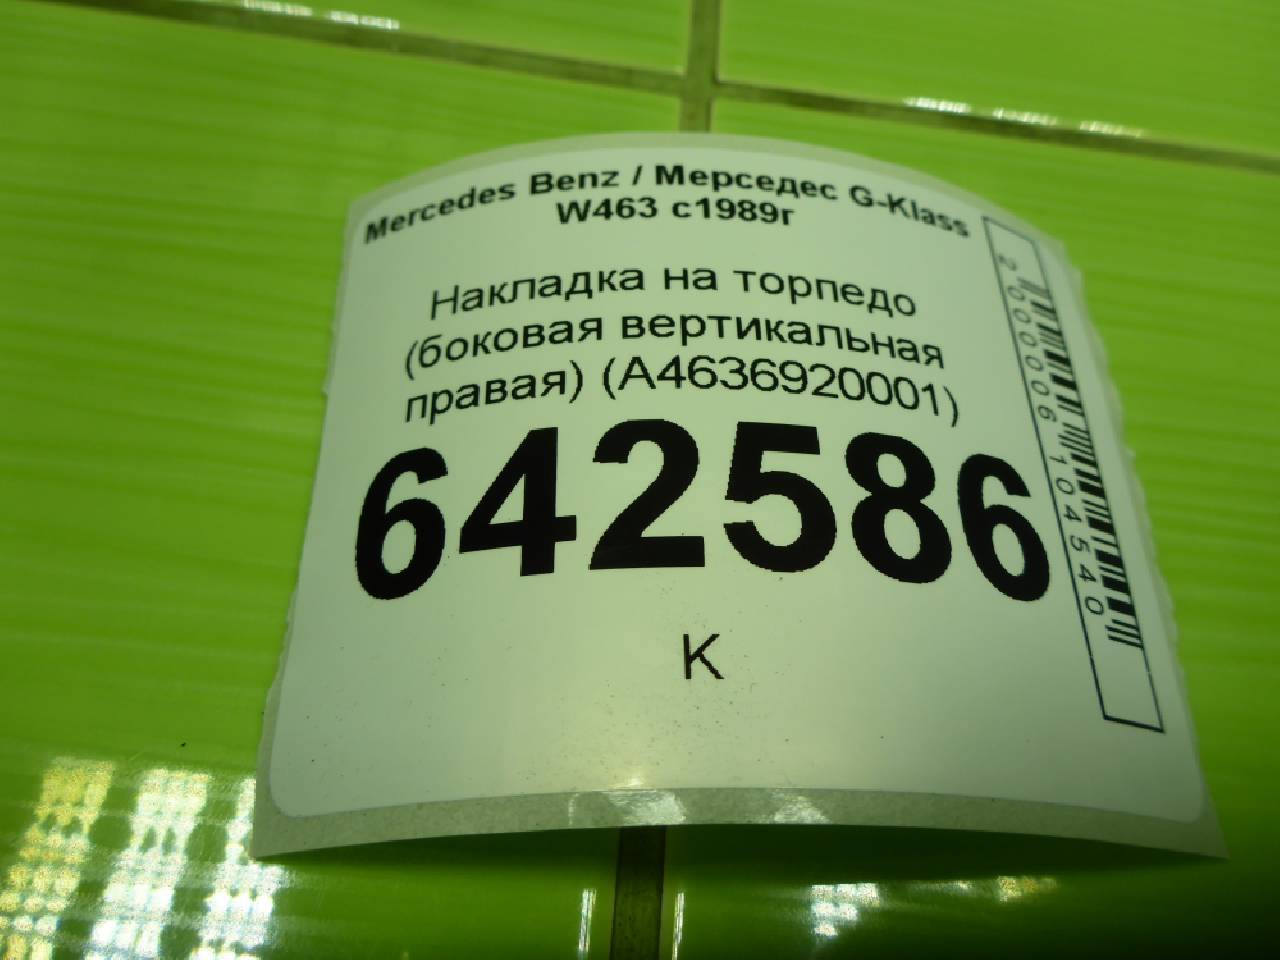 Mercedes Benz / Мерседес G-Klass
W463 с1989г
Накладка на торпедо
(боковая вертикальная
правая) (A4636920001)
642586
К
2000006104540